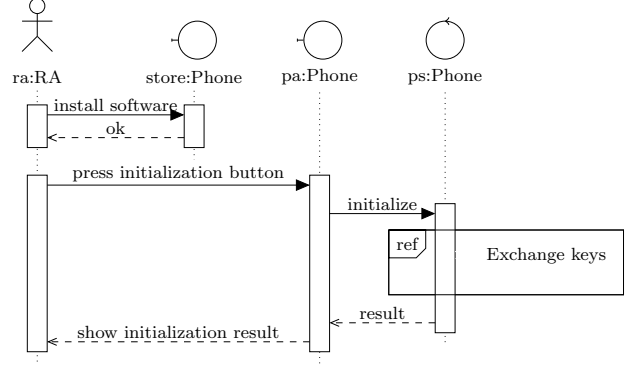 ra:RA
store:Phone
pa:Phone
ps:Phone
install software
ok
press initialization button
initialize
ref
Exchange keys
result
show initialization result